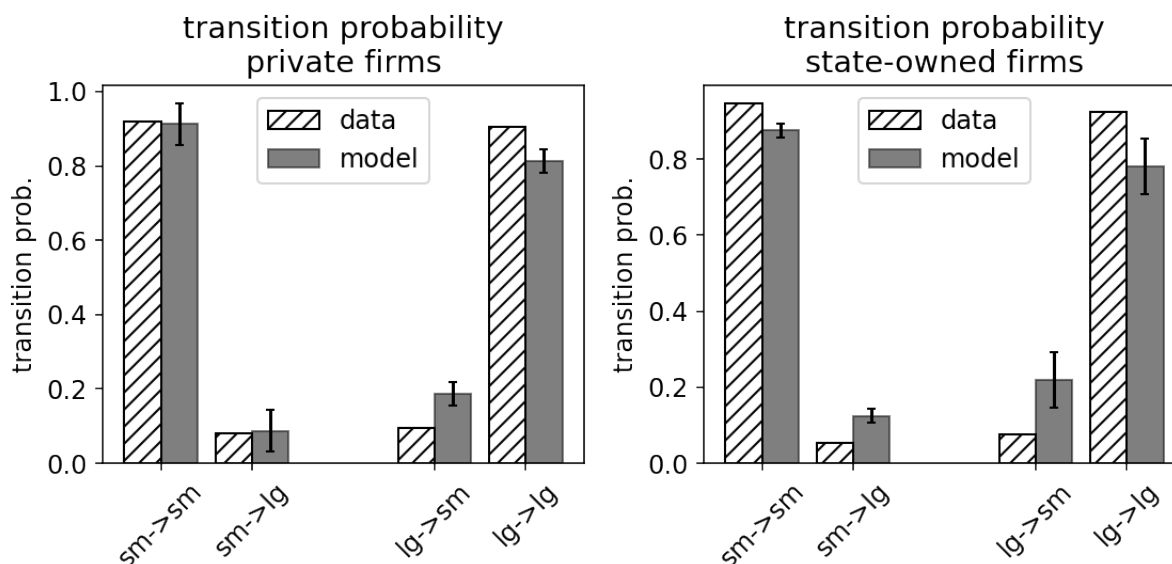 transition probability
private firms
transition prob.
1.0
0.8
0.6
0.4
0.2
0.0
data
model
sm->sm
sm->lg
lg->sm
lg->lg
transition probability
state-owned firms
transition prob.
0.8
0.6
0.4
0.2
0.0
data
model
sm->sm
sm->lg
lg->sm
lg->lg